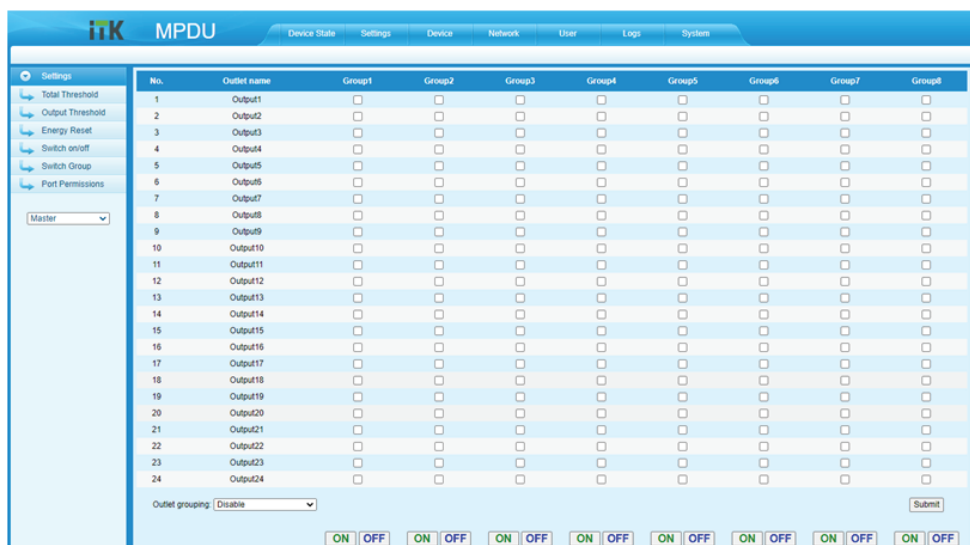 iTK MPDU Device State Settings Device Network User Logs System
Settings
Total Threshold
Output Threshold
Energy Reset
Switch on/off
Switch Group
Port Permissions
Master
No. Outlet name Group1 Group2 Group3 Group4 Group5 Group6 Group7 Group8
1 Output1
2 Output2
3 Output3
4 Output4
5 Output5
6 Output6
7 Output7
8 Output8
9 Output9
10 Output10
11 Output11
12 Output12
13 Output13
14 Output14
15 Output15
16 Output16
17 Output17
18 Output18
19 Output19
20 Output20
21 Output21
22 Output22
23 Output23
24 Output24
Outlet grouping: Disable Submit
ON OFF ON OFF ON OFF ON OFF ON OFF ON OFF ON OFF ON OFF